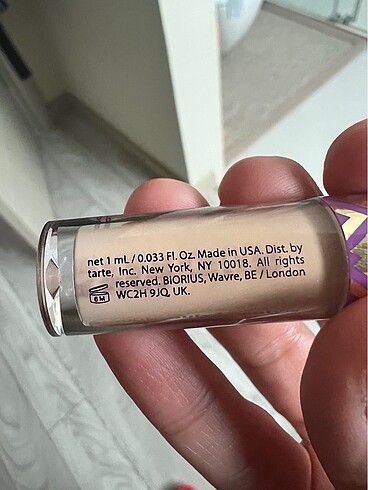 net 1 mL / 0.033 Fl. Oz. Made in USA. Dist. by
tarte, Inc. New York, NY 10018. All rights
reserved. BIORIUS, Wavre, BE / London
6M WC2H 9JQ, UK.